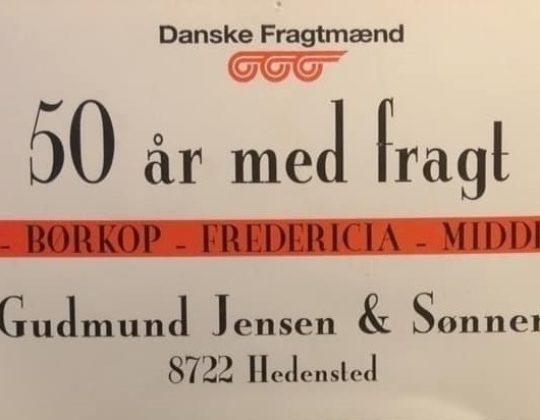 Danske Fragtmænd
50 år med fragt
- BØRKOP - FREDERICIA -
Gudmund Jensen & Sønner
8722 Hedensted